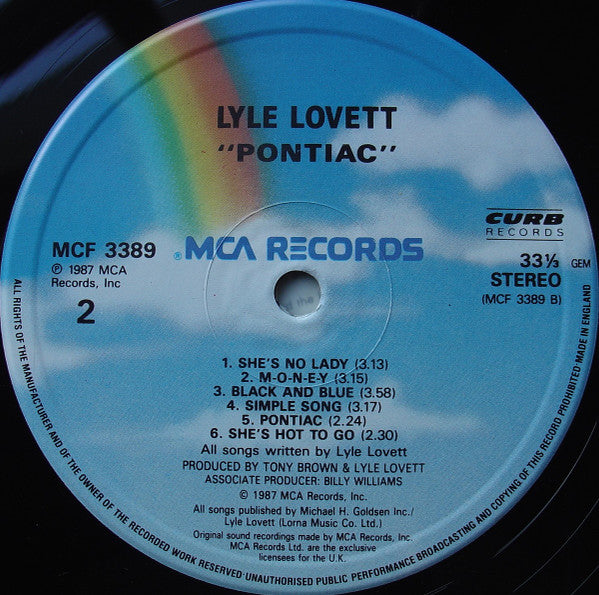 LYLE LOVETT
"PONTIAC"
CURB
RECORDS
MCF 3389
® MCA RECORDS
℗ 1987 MCA
Records, Inc
2
33⅓
GEM
STEREO
(MCF 3389 B)
1. SHE'S NO LADY (3.13)
2. M-O-N-E-Y (3.15)
3. BLACK AND BLUE (3.58)
4. SIMPLE SONG (3.17)
5. PONTIAC (2.24)
6. SHE'S HOT TO GO (2.30)
All songs written by Lyle Lovett
PRODUCED BY TONY BROWN & LYLE LOVETT
ASSOCIATE PRODUCER: BILLY WILLIAMS
℗ 1987 MCA Records, Inc.
All songs published by Michael H. Goldsen Inc./
Lyle Lovett (Lorna Music Co. Ltd.)
Original sound recordings made by MCA Records, Inc.
MCA Records Ltd. are the exclusive
licensees for the U.K.
ALL RIGHTS OF THE MANUFACTURER AND OF THE OWNER OF THE RECORDED WORK RESERVED·UNAUTHORISED PUBLIC PERFORMANCE BROADCASTING AND COPYING OF THIS RECORD PROHIBITED·MADE IN ENGLAND